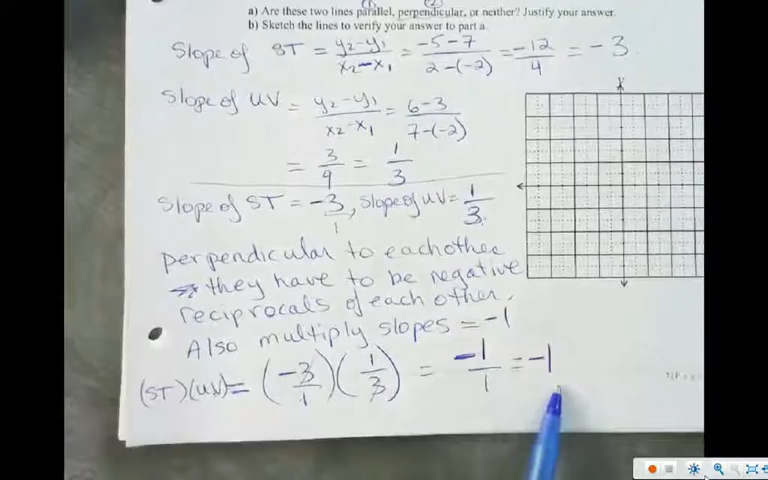 a) Are these two lines parallel, perpendicular, or neither? Justify your answer.
b) Sketch the lines to verify your answer to part a.
Slope of ST = y₂-y₁/x₂-x₁ = -5-7/2-(-2) = -12/4 = -3
Slope of UV = y₂-y₁/x₂-x₁ = 6-3/7-(-2)
= 3/9 = 1/3
Slope of ST = -3/1, Slope of UV = 1/3.
perpendicular to each other
→ they have to be negative
reciprocals of each other.
Also multiply slopes = -1
(ST)(UV) = (-3/1)(1/3) = -1/1 = -1